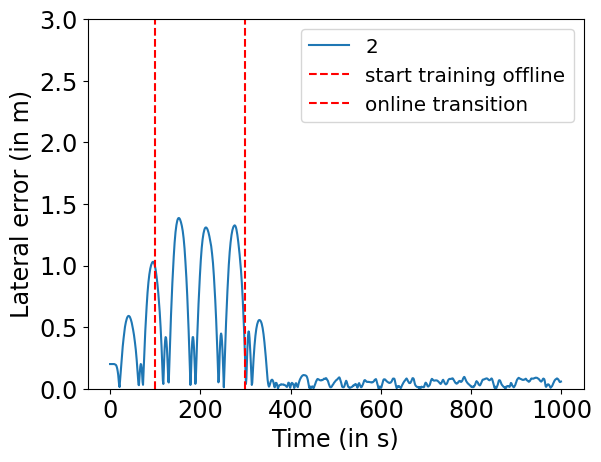 3.0
2.5
2.0
1.5
1.0
0.5
0.0
Lateral error (in m)
2
start training offline
online transition
0 200 400 600 800 1000
Time (in s)